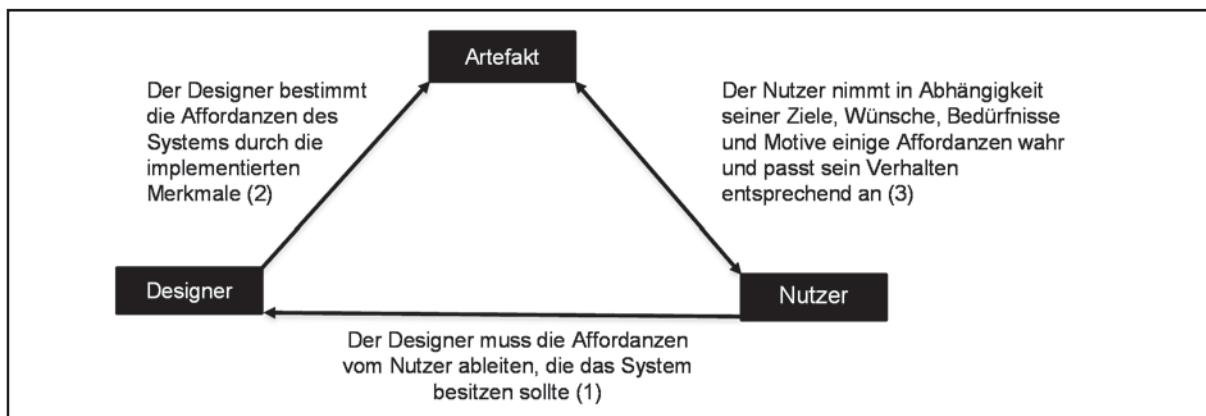 Artefakt
Der Designer bestimmt
die Affordanzen des
Systems durch die
implementierten
Merkmale (2)
Der Nutzer nimmt in Abhängigkeit
seiner Ziele, Wünsche, Bedürfnisse
und Motive einige Affordanzen wahr
und passt sein Verhalten
entsprechend an (3)
Designer
Nutzer
Der Designer muss die Affordanzen
vom Nutzer ableiten, die das System
besitzen sollte (1)